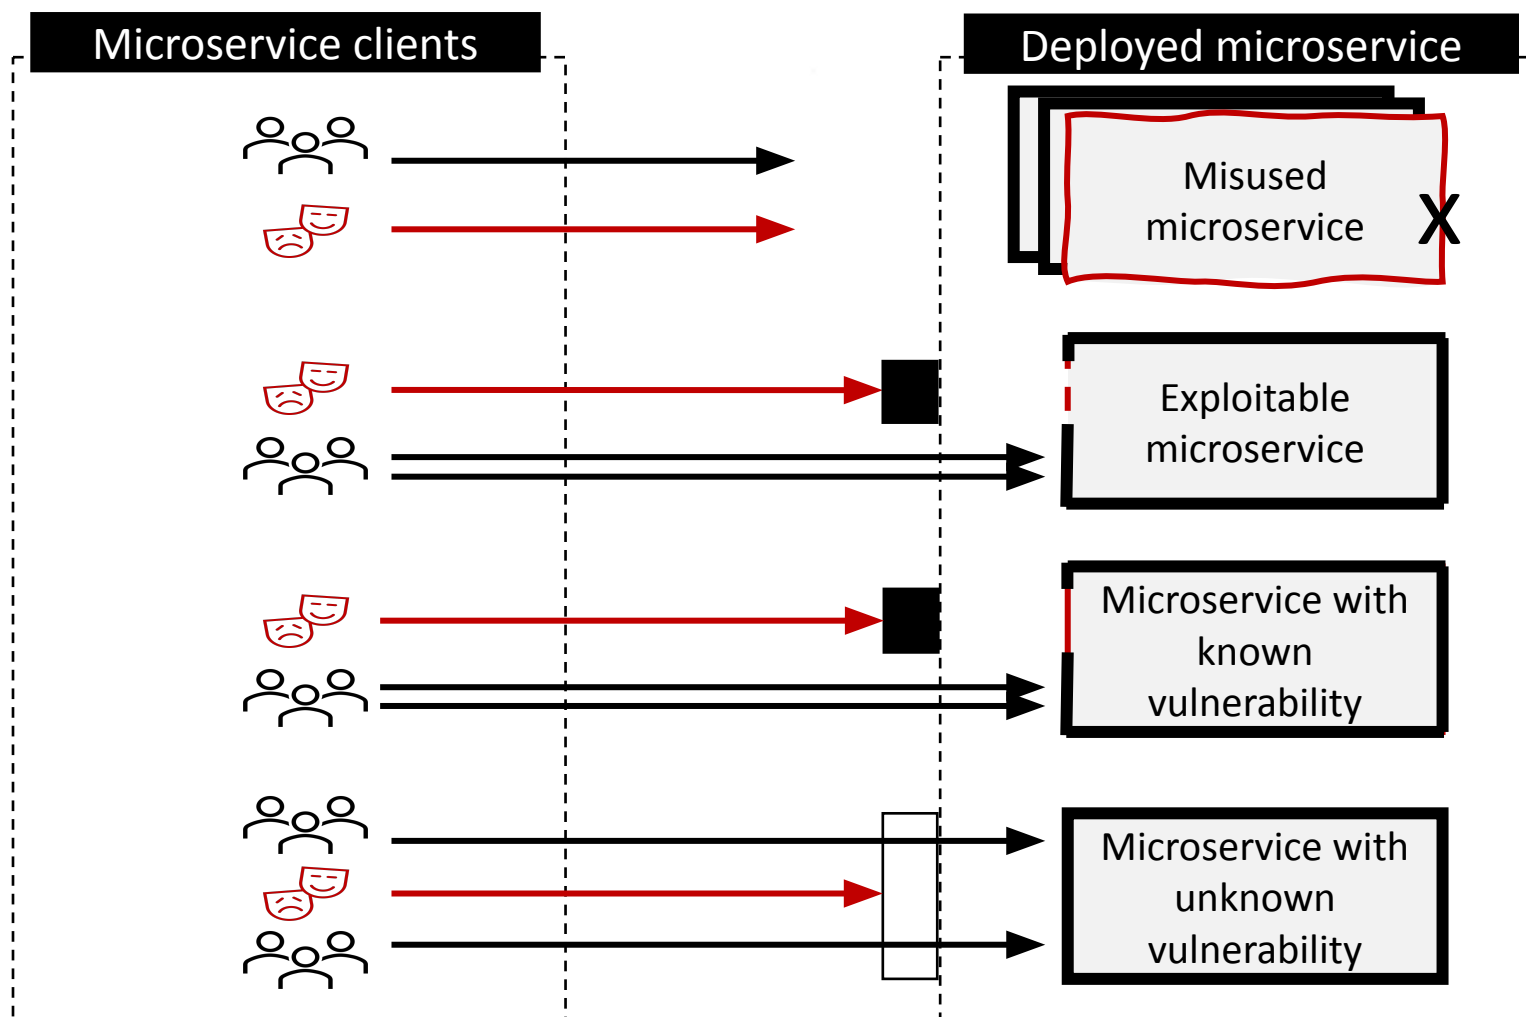 Microservice clients
Deployed microservice
Misused
microservice
X
Exploitable
microservice
Microservice with
known
vulnerability
Microservice with
unknown
vulnerability